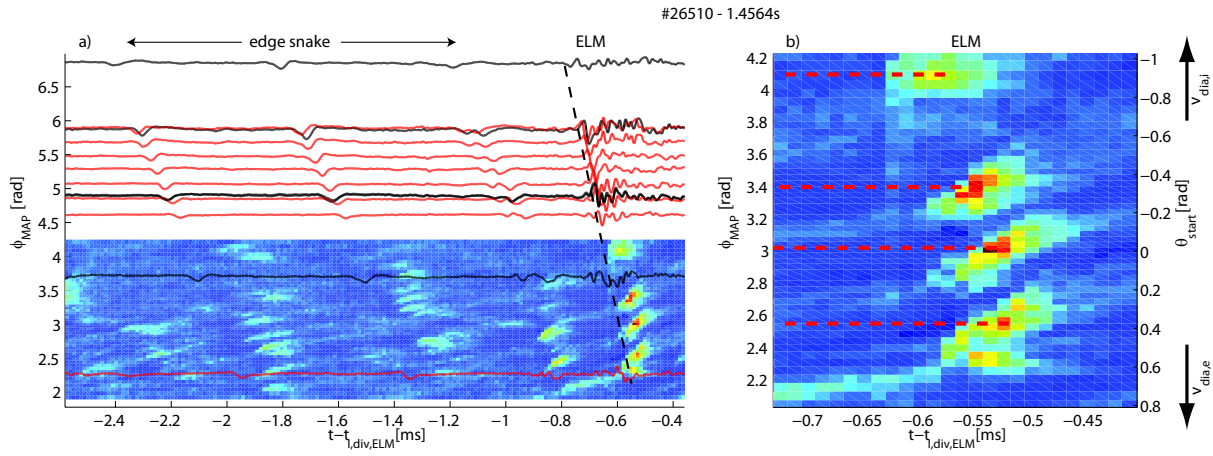 #26510 - 1.4564s
a)
edge snake
ELM
6.5
6
5.5
5
4.5
4
3.5
3
2.5
2
ϕMAP [rad]
−2.4 −2.2 −2 −1.8 −1.6 −1.4 −1.2 −1 −0.8 −0.6 −0.4
t−tI,div,ELM[ms]
b)
ELM
4.2
4
3.8
3.6
3.4
3.2
3
2.8
2.6
2.4
2.2
ϕMAP [rad]
−0.7 −0.65 −0.6 −0.55 −0.5 −0.45
t−tI,div,ELM[ms]
−1
−0.8
−0.6
−0.4
−0.2
0
0.2
0.4
0.6
0.8
θstart [rad]
vdia,i
vdia,e